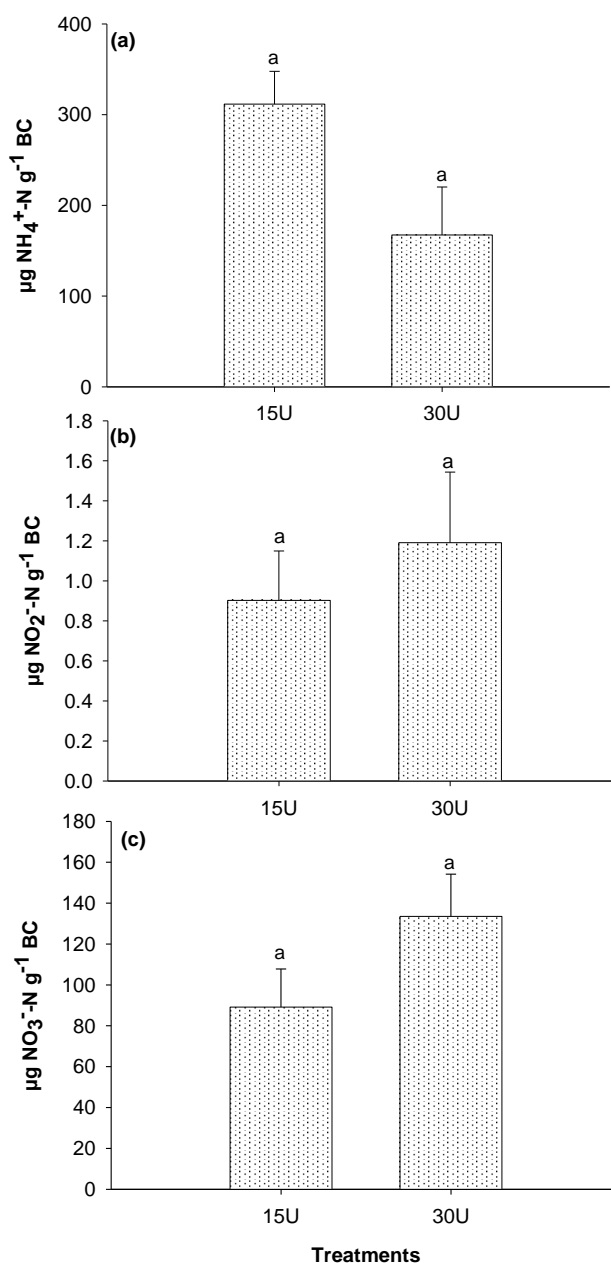 (a)
400
300
200
100
0
µg NH₄⁺-N g⁻¹ BC
a
a
15U
30U
(b)
1.8
1.6
1.4
1.2
1.0
0.8
0.6
0.4
0.2
0.0
µg NO₂⁻-N g⁻¹ BC
a
a
15U
30U
(c)
180
160
140
120
100
80
60
40
20
0
µg NO₃⁻-N g⁻¹ BC
a
a
15U
30U
Treatments